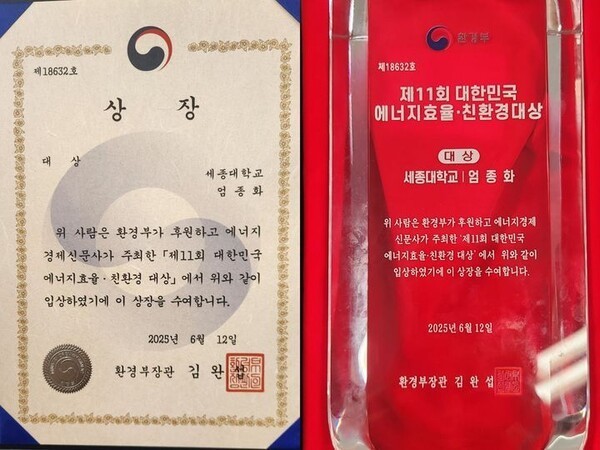 제18632호
상 장
대 상
세종대학교
엄종화
위 사람은 환경부가 후원하고 에너지
경제신문사가 주최한 「제11회 대한민국
에너지효율·친환경 대상」에서 위와 같이
입상하였기에 이 상장을 수여합니다.
2025년 6월 12일
환경부장관 김완섭
환경부
제18632호
제11회 대한민국
에너지효율·친환경대상
대 상
세종대학교 | 엄종화
위 사람은 환경부가 후원하고 에너지경제
신문사가 주최한 '제11회 대한민국
에너지효율·친환경 대상' 에서 위와 같이
입상하였기에 이 상장을 수여합니다.
2025년 6월 12일
환경부장관 김완섭